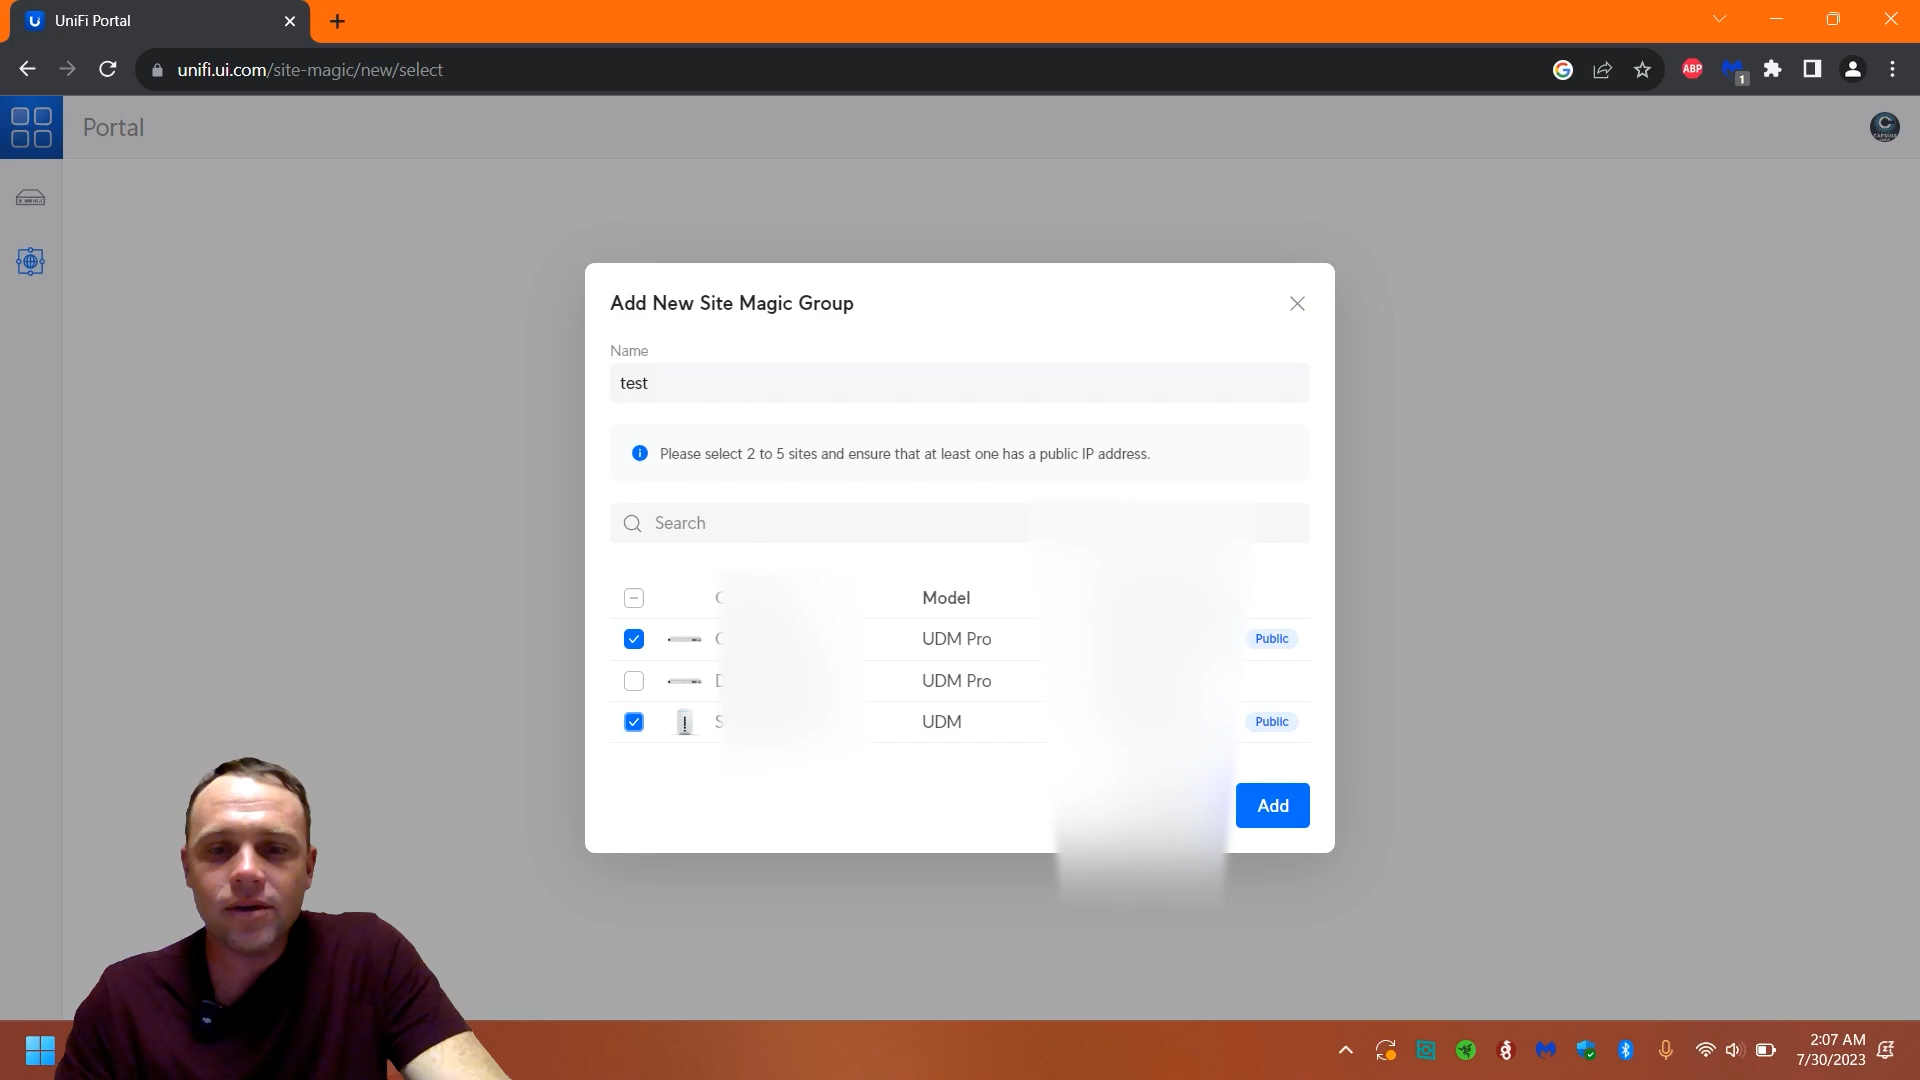 UniFi Portal
unifi.ui.com/site-magic/new/select
ABP
1
Portal
Add New Site Magic Group
Name
test
Please select 2 to 5 sites and ensure that at least one has a public IP address.
Search
Model
UDM Pro
Public
UDM Pro
UDM
Public
Add
2:07 AM
7/30/2023